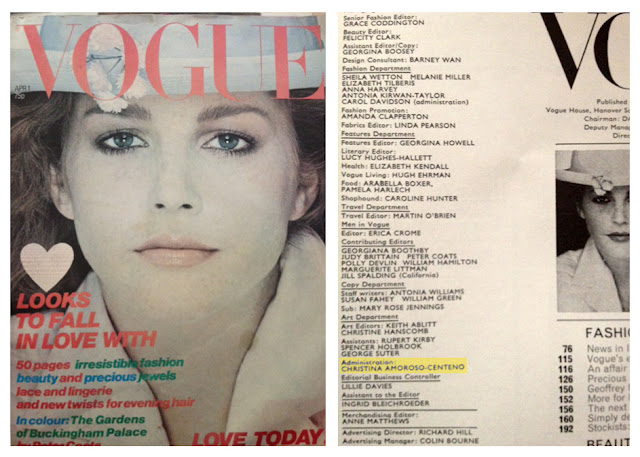 VOGUE
APRIL
LOOKS
TO FALL
IN LOVE WITH
50 pages irresistible fashion
beauty and precious jewels
lace and lingerie
and new twists for evening hair
In colour: The Gardens
of Buckingham Palace
by Peter Coats
LOVE TODAY
Senior Fashion Editor:
GRACE CODDINGTON
Beauty Editor:
FELICITY CLARK
Assistant Editor/Copy:
GEORGINA BOOSEY
Design Consultant: BARNEY WAN
Fashion Department
SHEILA WETTON MELANIE MILLER
ELIZABETH TILBERIS
ANNA HARVEY
ANTONIA KIRWAN-TAYLOR
CAROL DAVIDSON (administration)
Fashion Promotion:
AMANDA CLAPPERTON
Fabrics Editor: LINDA PEARSON
Features Department
Features Editor: GEORGINA HOWELL
Literary Editor:
LUCY HUGHES-HALLETT
Health: ELIZABETH KENDALL
Vogue Living: HUGH EHRMAN
Food: ARABELLA BOXER,
PAMELA HARLECH
Shophound: CAROLINE HUNTER
Travel Department
Travel Editor: MARTIN O'BRIEN
Men in Vogue
Editor: ERICA CROME
Contributing Editors
GEORGIANA BOOTHBY
JUDY BRITTAIN PETER COATS
POLLY DEVLIN WILLIAM HAMILTON
MARGUERITE LITTMAN
JILL SPALDING (California)
Copy Department
Staff writers: ANTONIA WILLIAMS
SUSAN FAHEY WILLIAM GREEN
Sub: MARY ROSE JENNINGS
Art Department
Art Editors: KEITH ABLITT
CHRISTINE HANSCOMB
Assistants: RUPERT KIRBY
SPENCER HOLBROOK
GEORGE SUTER
Administration:
CHRISTINA AMOROSO-CENTENO
Editorial Business Controller
LILLIE DAVIES
Assistant to the Editor
INGRID BLEICHROEDER
Merchandising Editor:
ANNE MATTHEWS
Advertising Director: RICHARD HILL
Advertising Manager: COLIN BOURNE
VO
Published
Vogue House, Hanover Sc
Chairman: DA
Deputy Manag
Direc
FASHI
76 News in l
115 Vogue's e
116 An affair
126 Precious
150 Geoffrey
152 More for
156 The next
160 Simply de
192 Stockists:
BEAUT